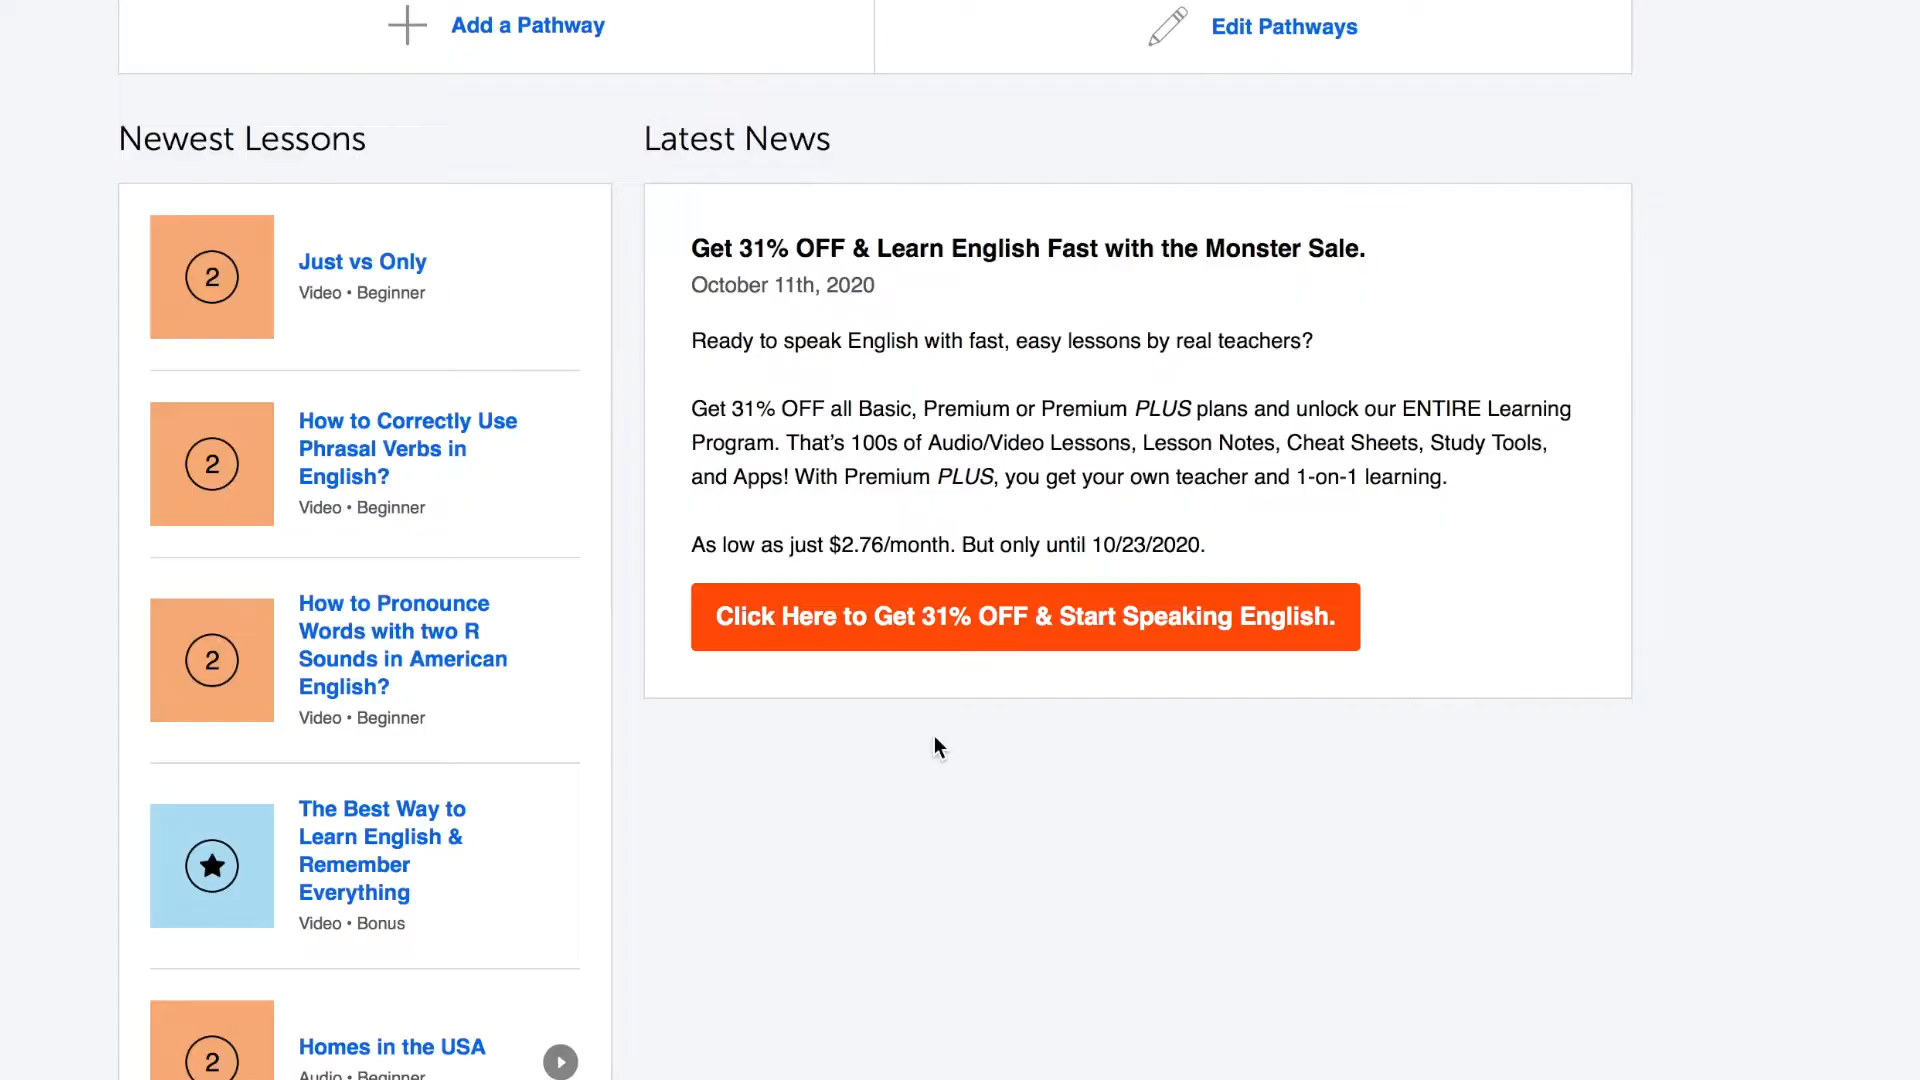 Add a Pathway
Edit Pathways
Newest Lessons
Latest News
2
Just vs Only
Video • Beginner
2
How to Correctly Use
Phrasal Verbs in
English?
Video • Beginner
2
How to Pronounce
Words with two R
Sounds in American
English?
Video • Beginner
The Best Way to
Learn English &
Remember
Everything
Video • Bonus
2
Homes in the USA
Audio • Beginner
Get 31% OFF & Learn English Fast with the Monster Sale.
October 11th, 2020
Ready to speak English with fast, easy lessons by real teachers?
Get 31% OFF all Basic, Premium or Premium PLUS plans and unlock our ENTIRE Learning
Program. That’s 100s of Audio/Video Lessons, Lesson Notes, Cheat Sheets, Study Tools,
and Apps! With Premium PLUS, you get your own teacher and 1-on-1 learning.
As low as just $2.76/month. But only until 10/23/2020.
Click Here to Get 31% OFF & Start Speaking English.